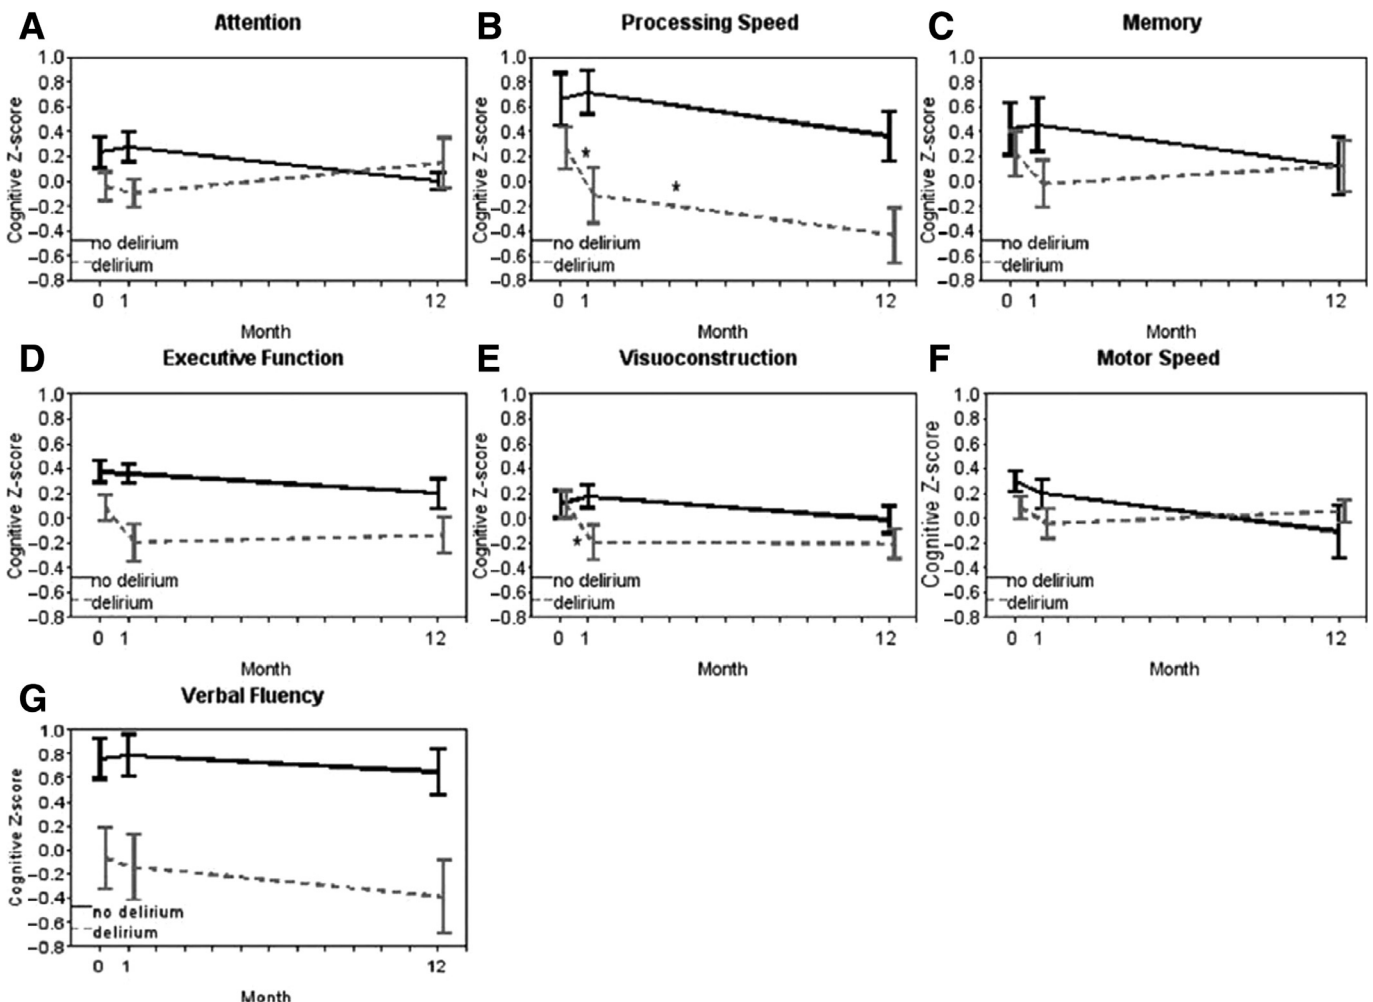 A Attention
Cognitive Z-score
1.0
0.8
0.6
0.4
0.2
0.0
−0.2
−0.4
−0.6
−0.8
no delirium
delirium
0 1 12
Month
B Processing Speed
Cognitive Z-score
1.0
0.8
0.6
0.4
0.2
0.0
−0.2
−0.4
−0.6
−0.8
*
*
no delirium
delirium
0 1 12
Month
C Memory
Cognitive Z-score
1.0
0.8
0.6
0.4
0.2
0.0
−0.2
−0.4
−0.6
−0.8
no delirium
delirium
0 1 12
Month
D Executive Function
Cognitive Z-score
1.0
0.8
0.6
0.4
0.2
0.0
−0.2
−0.4
−0.6
−0.8
no delirium
delirium
0 1 12
Month
E Visuoconstruction
Cognitive Z-score
1.0
0.8
0.6
0.4
0.2
0.0
−0.2
−0.4
−0.6
−0.8
*
no delirium
delirium
0 1 12
Month
F Motor Speed
Cognitive Z-score
1.0
0.8
0.6
0.4
0.2
0.0
−0.2
−0.4
−0.6
−0.8
no delirium
delirium
0 1 12
Month
G Verbal Fluency
Cognitive Z-score
1.0
0.8
0.6
0.4
0.2
0.0
−0.2
−0.4
−0.6
−0.8
no delirium
delirium
0 1 12
Month